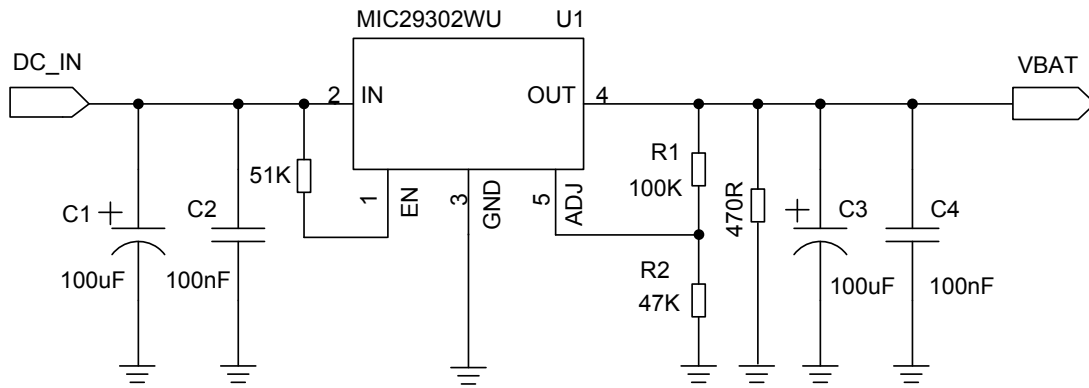 MIC29302WU U1
DC_IN
VBAT
2 IN OUT 4
51K
1 EN
3 GND
5 ADJ
R1
100K
470R
C1
C2
C3
C4
R2
47K
100uF
100nF
100uF
100nF